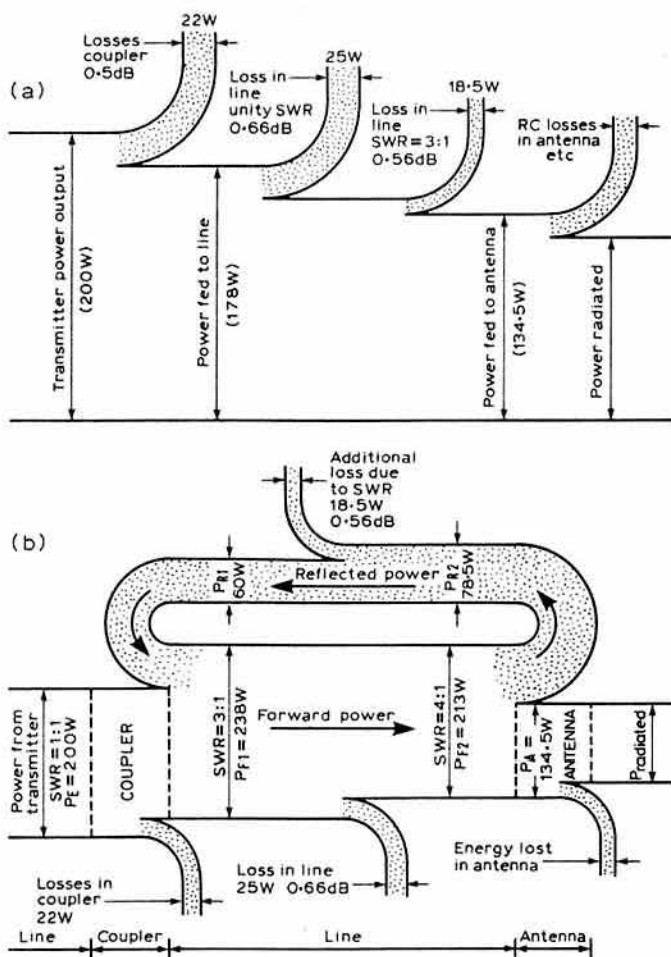 22W
Losses
coupler
0·5dB
25W
Loss in
line
unity SWR
0·66dB
18·5W
Loss in
line
SWR = 3:1
0·56dB
RC losses
in antenna
etc
(a)
Transmitter power output
(200W)
Power fed to line
(178W)
Power fed to antenna
(134·5W)
Power radiated
Additional
loss due
to SWR
18·5W
0·56dB
(b)
PR1
60W
Reflected power
PR2
78·5W
Power from
transmitter
SWR = 1:1
PE = 200W
COUPLER
SWR = 3:1
PF1 = 238W
Forward power
SWR = 4:1
PF2 = 213W
PA =
134·5W
ANTENNA
Pradiated
Losses in
coupler
22W
Loss in line
25W 0·66dB
Energy lost
in antenna
Line
Coupler
Line
Antenna